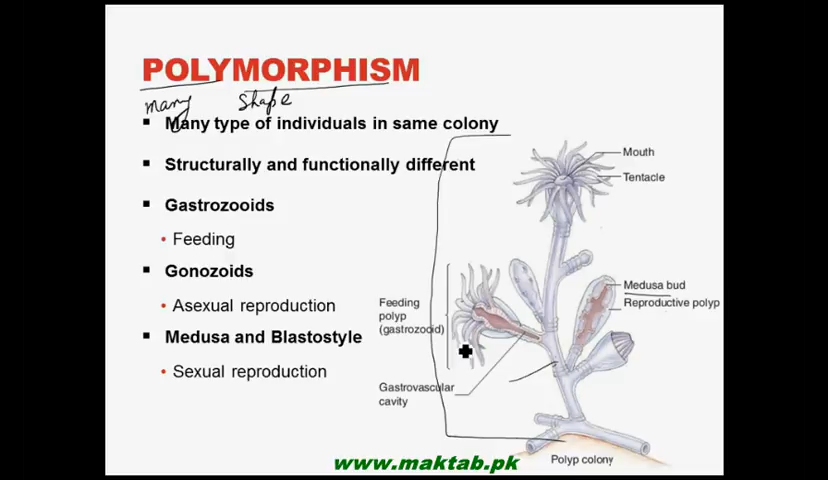 POLYMORPHISM
many shape
Many type of individuals in same colony
Structurally and functionally different
Gastrozooids
Feeding
Gonozoids
Asexual reproduction
Medusa and Blastostyle
Sexual reproduction
Mouth
Tentacle
Medusa bud
Reproductive polyp
Feeding
polyp
(gastrozooid)
Gastrovascular
cavity
Polyp colony
www.maktab.pk